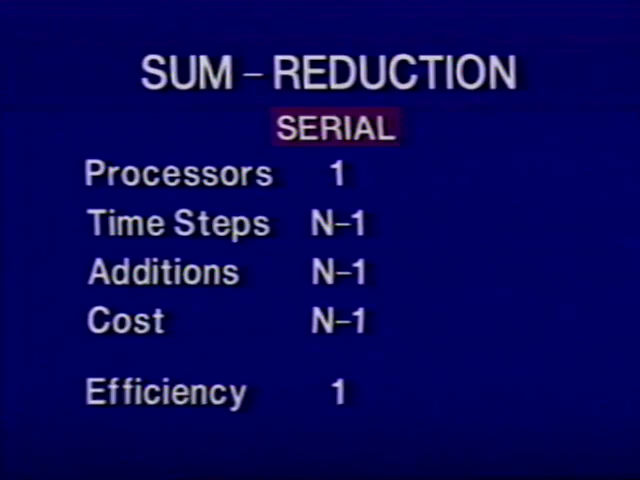 SUM – REDUCTION
SERIAL
Processors 1
Time Steps N–1
Additions N–1
Cost N–1
Efficiency 1